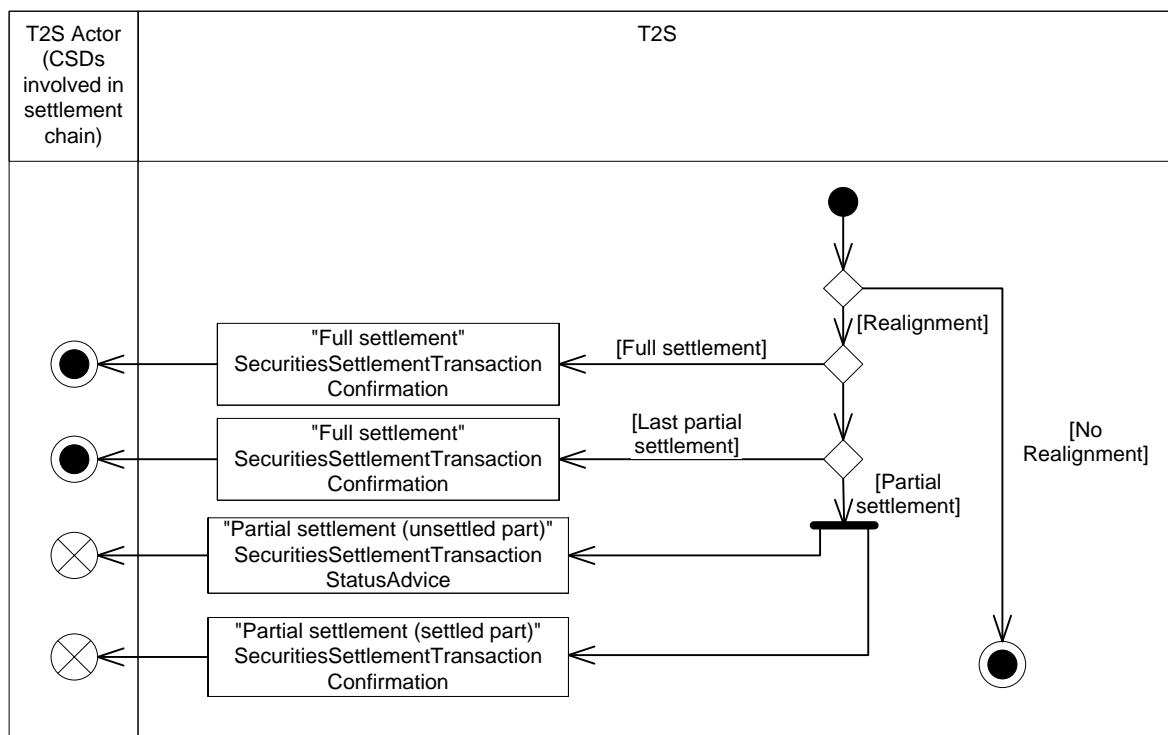 T2S Actor
(CSDs
involved in
settlement
chain)
T2S
[Realignment]
"Full settlement"
SecuritiesSettlementTransaction
Confirmation
[Full settlement]
"Full settlement"
SecuritiesSettlementTransaction
Confirmation
[Last partial
settlement]
[No
Realignment]
[Partial
settlement]
"Partial settlement (unsettled part)"
SecuritiesSettlementTransaction
StatusAdvice
"Partial settlement (settled part)"
SecuritiesSettlementTransaction
Confirmation